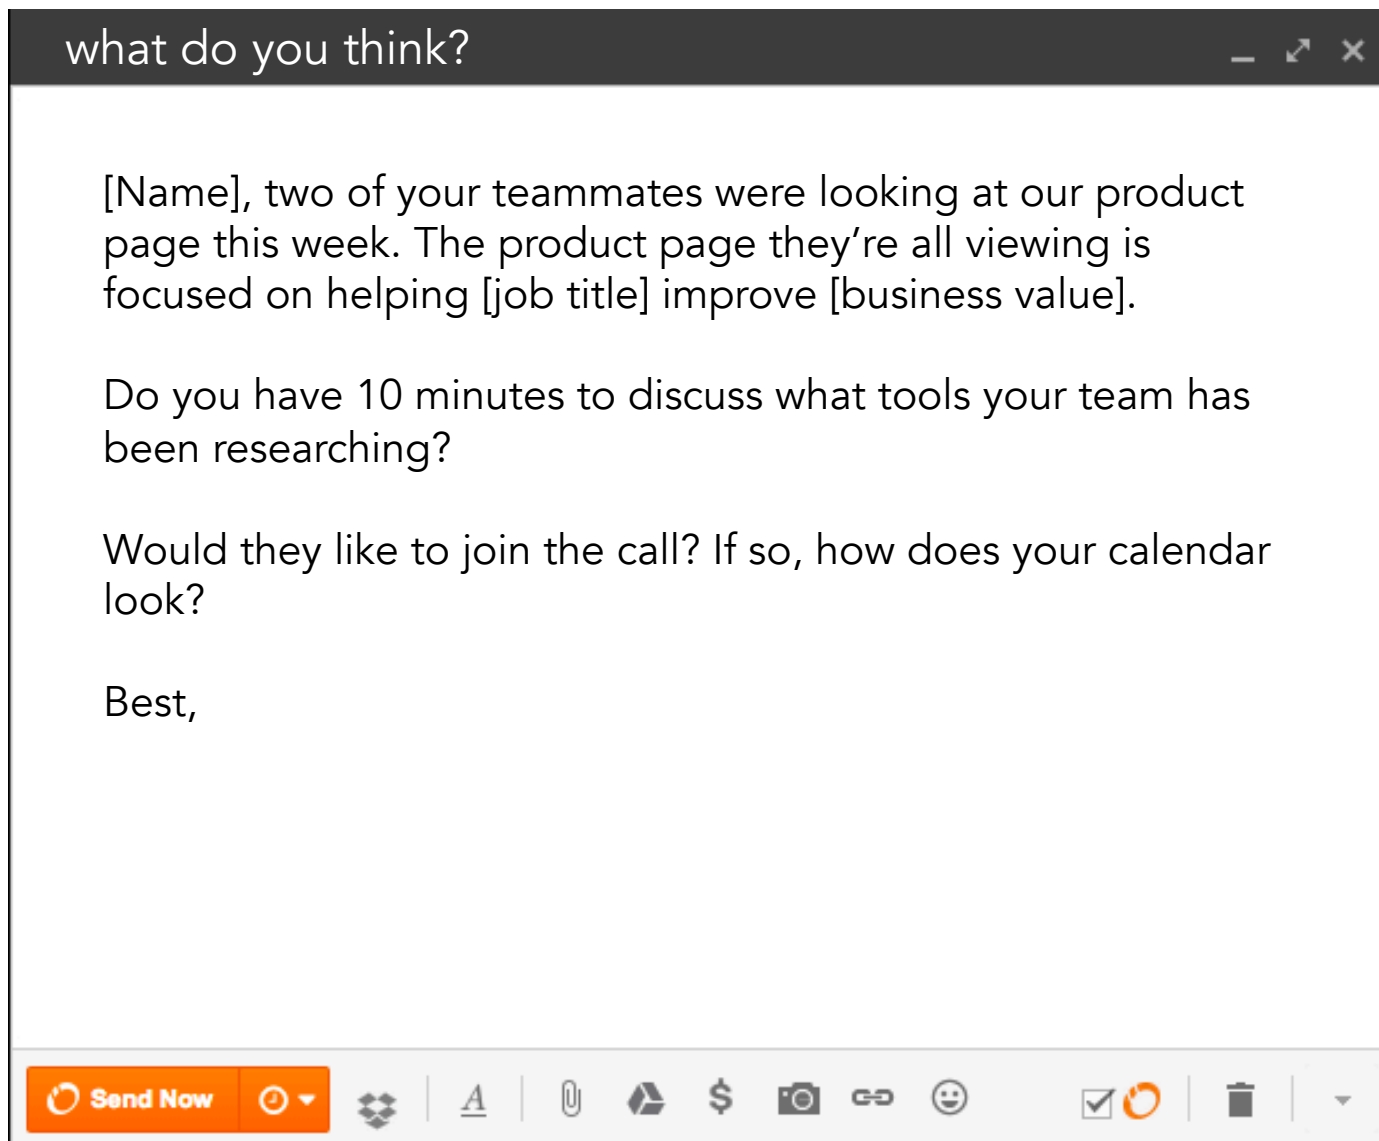 what do you think?
[Name], two of your teammates were looking at our product
page this week. The product page they’re all viewing is
focused on helping [job title] improve [business value].
Do you have 10 minutes to discuss what tools your team has
been researching?
Would they like to join the call? If so, how does your calendar
look?
Best,
Send Now